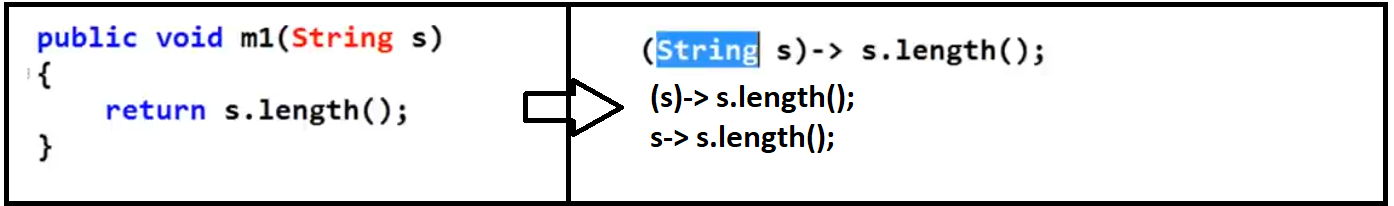 public void m1(String s)
{
return s.length();
}
(String s)-> s.length();
(s)-> s.length();
s-> s.length();